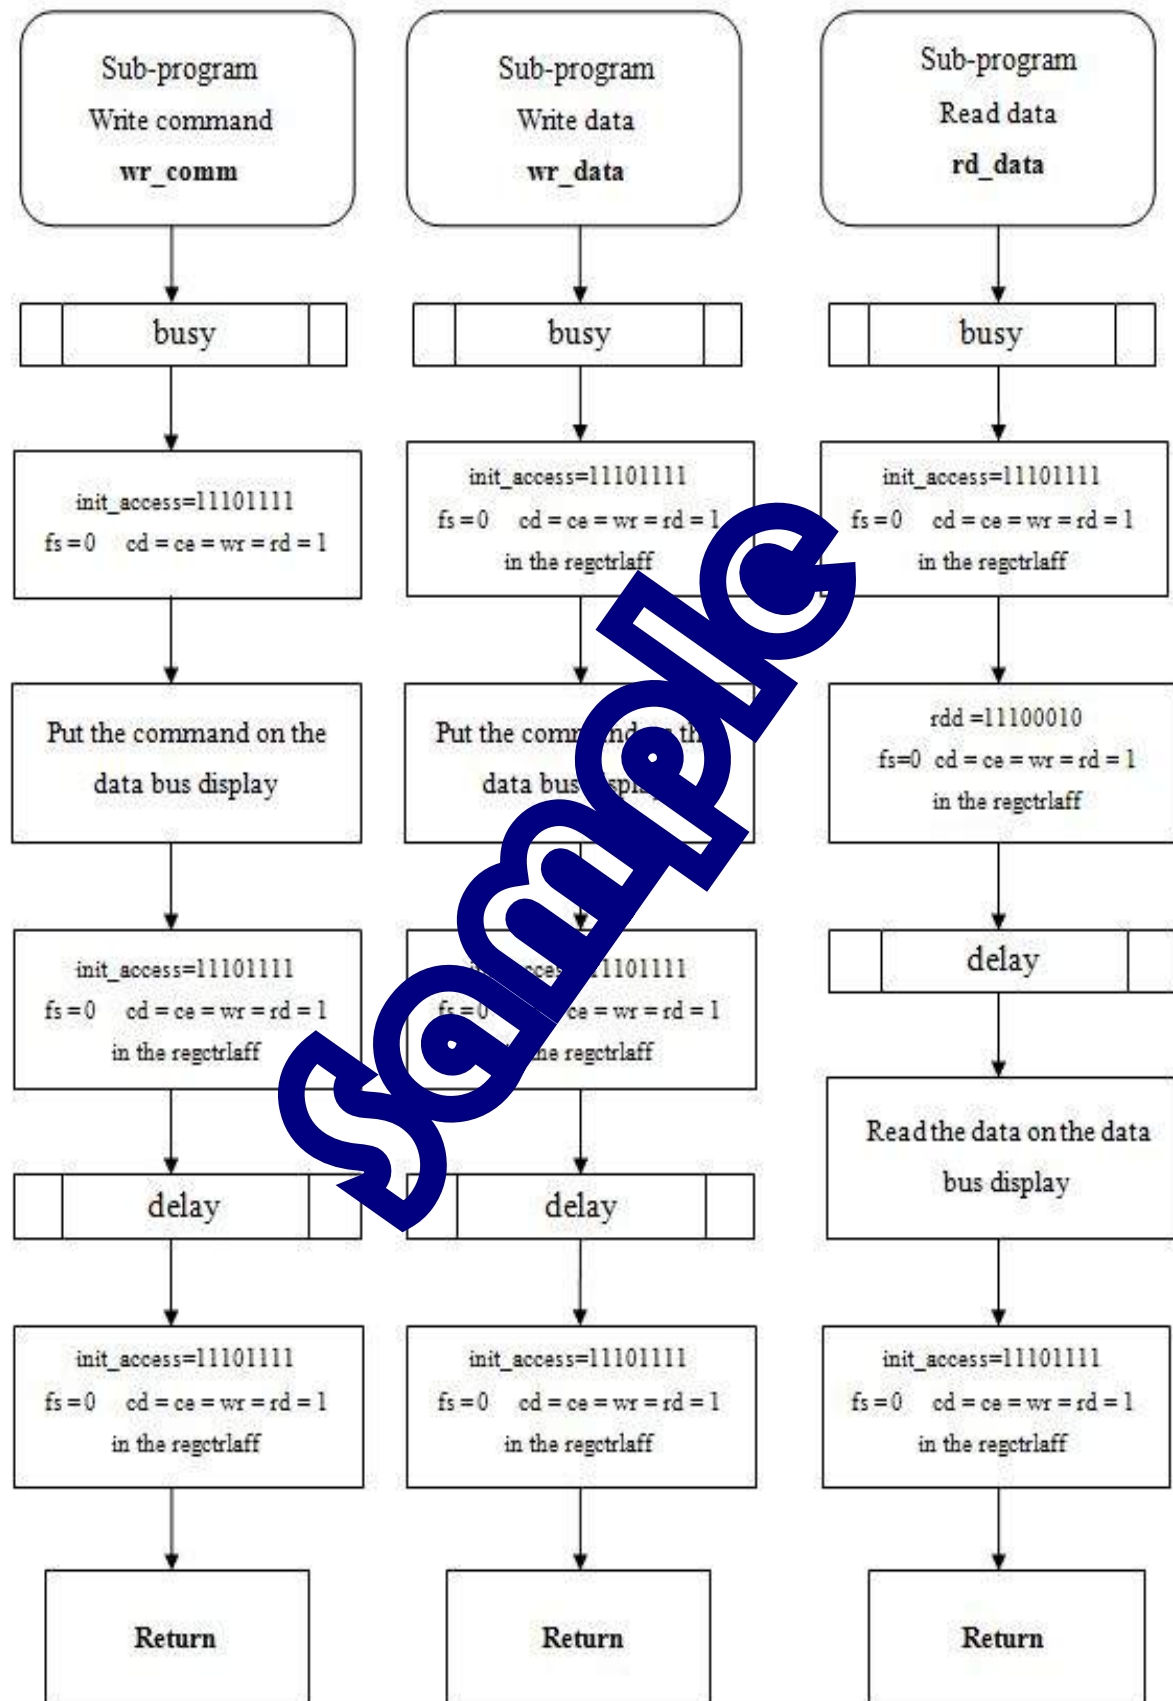 Sub-program
Write command
wr_comm
busy
init_access=11101111
fs = 0 cd = ce = wr = rd = 1
Put the command on the
data bus display
init_access=11101111
fs = 0 cd = ce = wr = rd = 1
in the regctrlaff
delay
init_access=11101111
fs = 0 cd = ce = wr = rd = 1
in the regctrlaff
Return
Sub-program
Write data
wr_data
busy
init_access=11101111
fs = 0 cd = ce = wr = rd = 1
in the regctrlaff
Put the
data bus
1101111
fs = 0 ce = wr = rd = 1
regctrlaff
delay
init_access=11101111
fs = 0 cd = ce = wr = rd = 1
in the regctrlaff
Return
Sub-program
Read data
rd_data
busy
init_access=11101111
fs = 0 cd = ce = wr = rd = 1
in the regctrlaff
rdd =11100010
fs=0 cd = ce = wr = rd = 1
in the regctrlaff
delay
Read the data on the data
bus display
init_access=11101111
fs = 0 cd = ce = wr = rd = 1
in the regctrlaff
Return
Sample